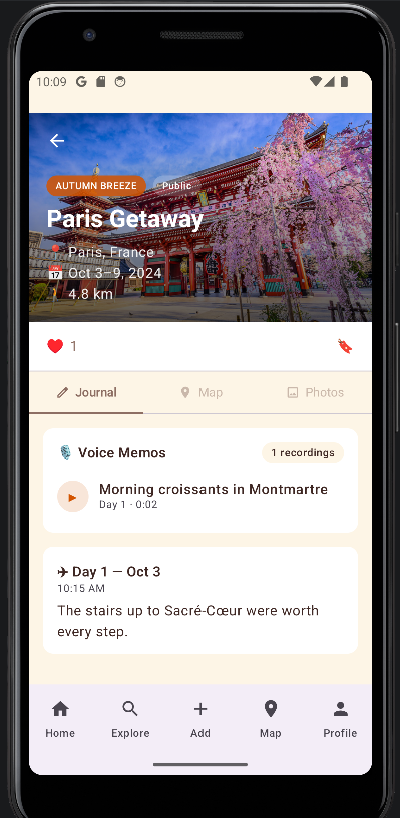 10:09
AUTUMN BREEZE Public
Paris Getaway
Paris, France
Oct 3–9, 2024
4.8 km
1
Journal Map Photos
Voice Memos 1 recordings
Morning croissants in Montmartre
Day 1 · 0:02
Day 1 — Oct 3
10:15 AM
The stairs up to Sacré-Cœur were worth
every step.
Home Explore Add Map Profile